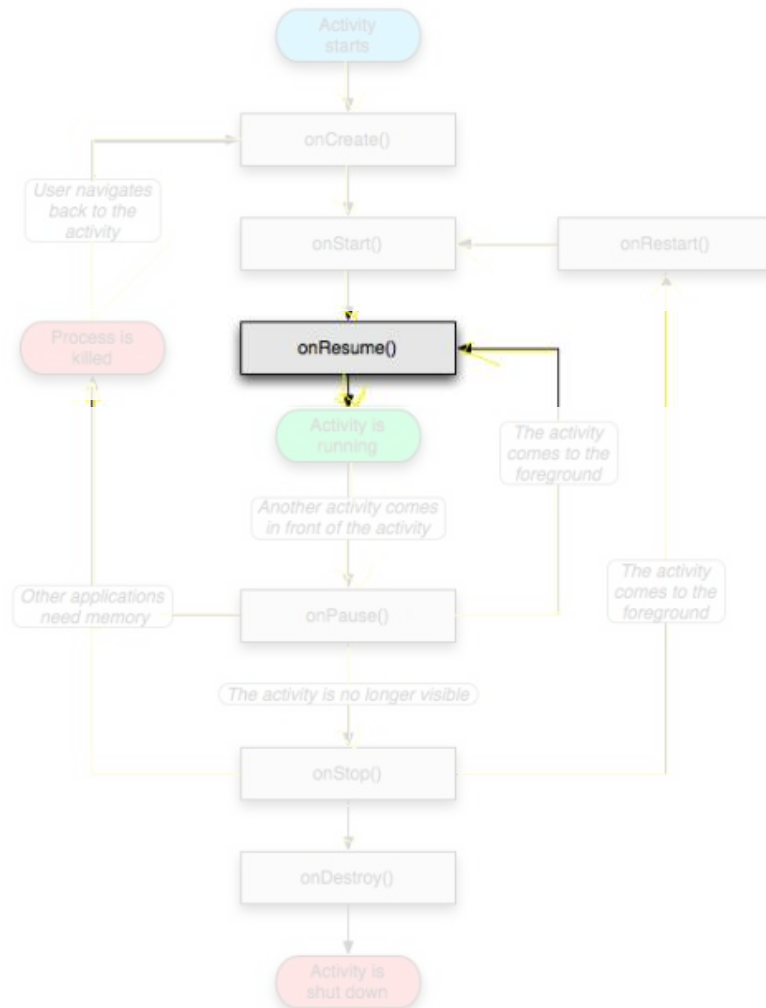 Activity
starts
onCreate()
User navigates
back to the
activity
onStart()
onRestart()
Process is
killed
onResume()
Activity is
running
The activity
comes to the
foreground
Another activity comes
in front of the activity
The activity
comes to the
foreground
Other applications
need memory
onPause()
The activity is no longer visible
onStop()
onDestroy()
Activity is
shut down